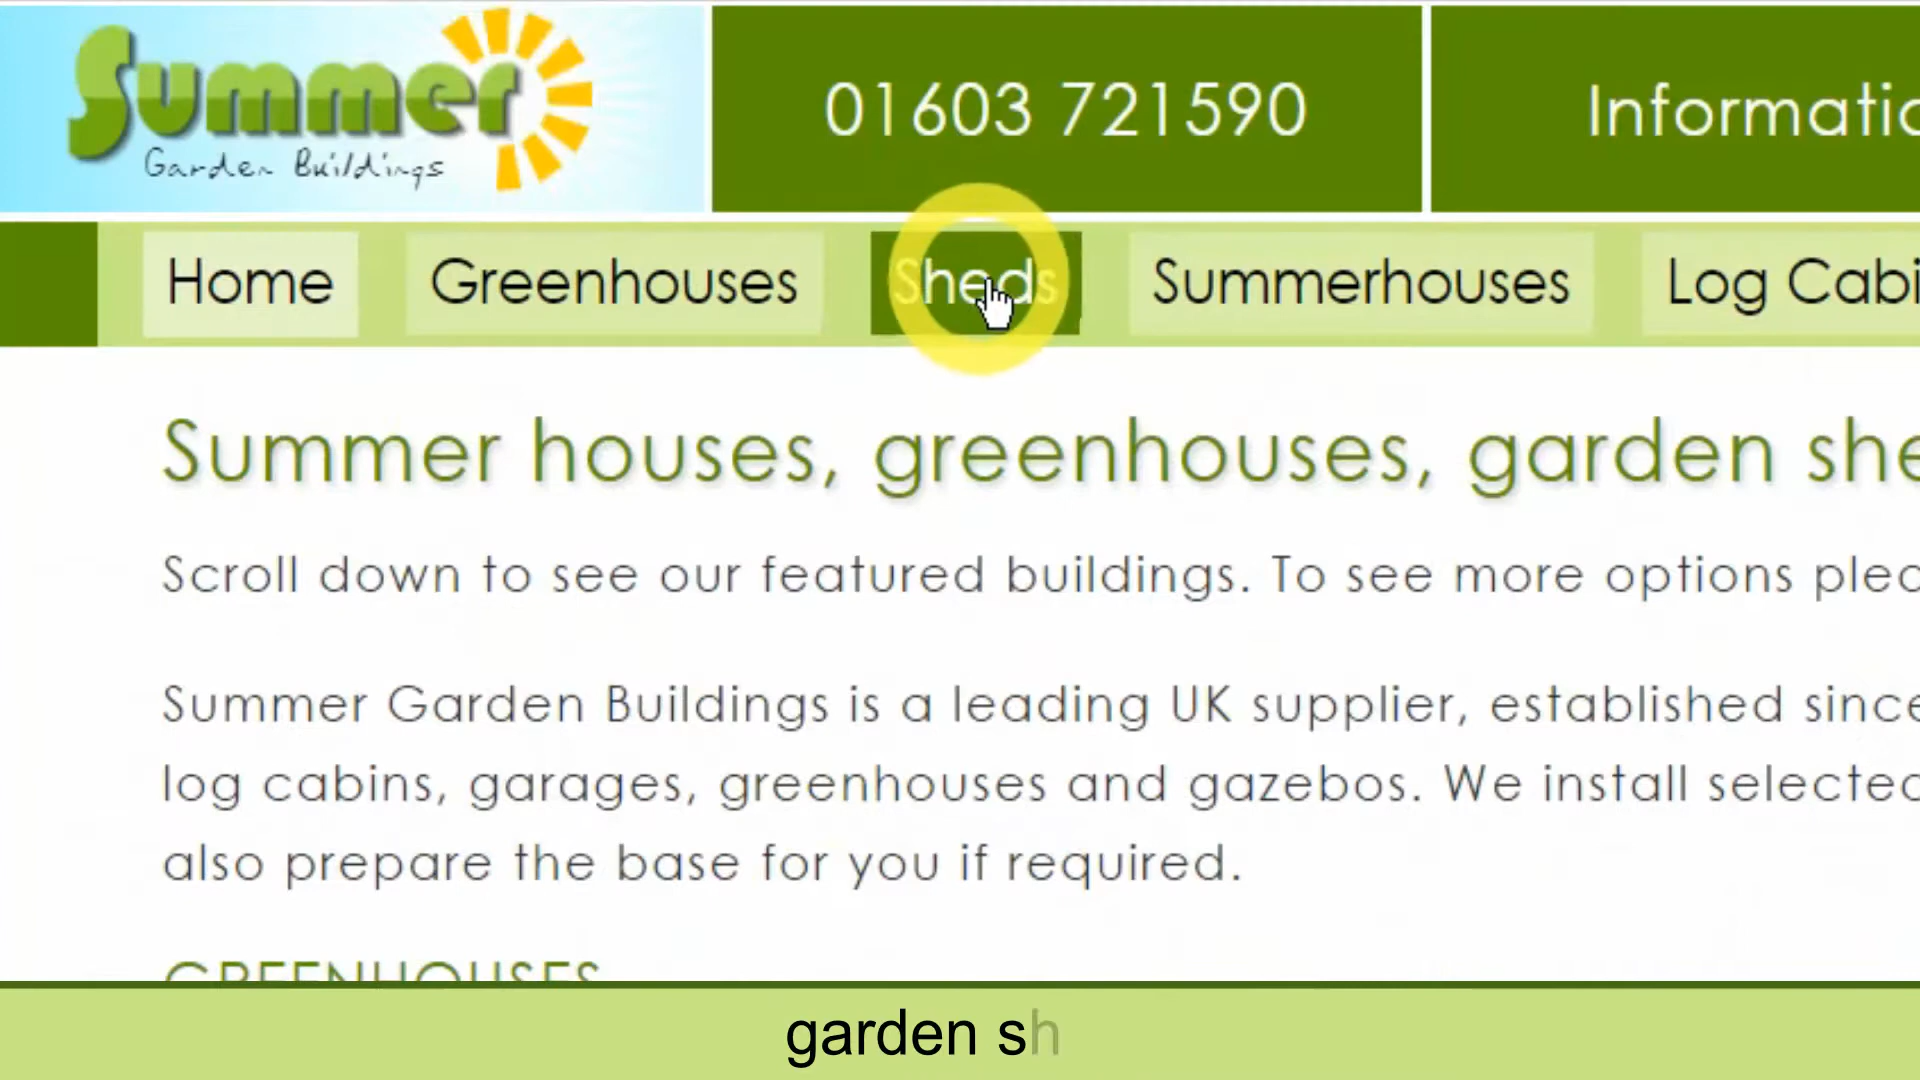 Summer
Garden Buildings
01603 721590
Informatic
Home
Greenhouses
Sheds
Summerhouses
Log Cabi
Summer houses, greenhouses, garden she
Scroll down to see our featured buildings. To see more options plea
Summer Garden Buildings is a leading UK supplier, established since
log cabins, garages, greenhouses and gazebos. We install selected
also prepare the base for you if required.
GREENHOUSES
garden sh